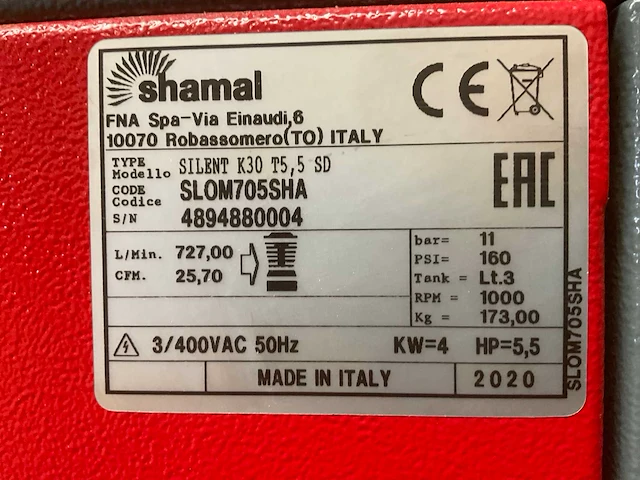 shamal
CE
FNA Spa-Via Einaudi,6
10070 Robassomero(TO) ITALY
TYPE
Modello SILENT K30 T5,5 SD
EAC
CODE
Codice SLOM705SHA
S/N 4894880004
L/Min. 727,00
CFM. 25,70
bar= 11
PSI= 160
Tank = Lt.3
RPM = 1000
Kg = 173,00
3/400VAC 50Hz KW=4 HP=5,5
MADE IN ITALY 2020
SLOM705SHA